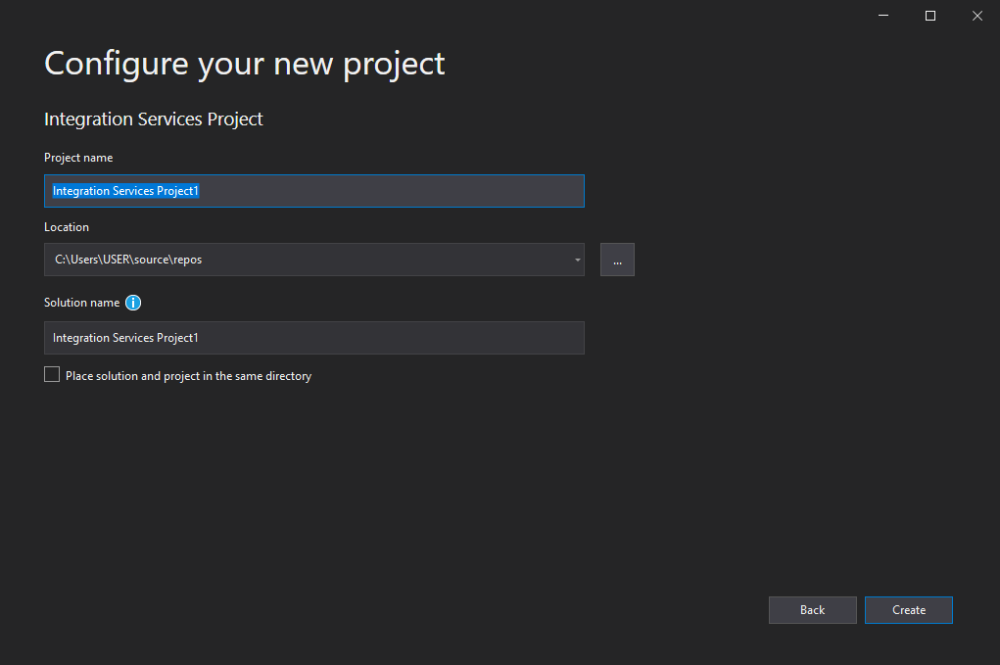 Configure your new project
Integration Services Project
Project name
Integration Services Project1
Location
C:\Users\USER\source\repos
...
Solution name
Integration Services Project1
Place solution and project in the same directory
Back
Create